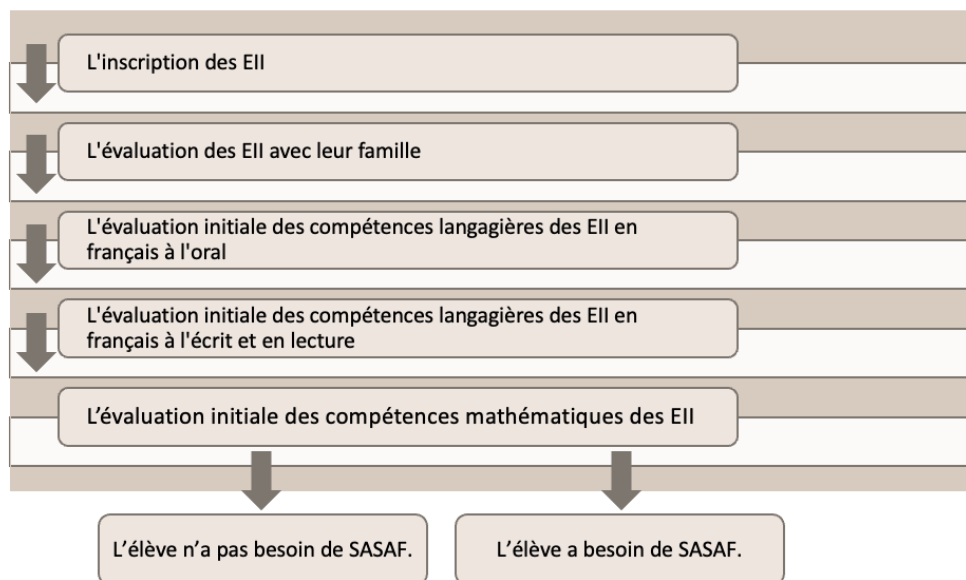 L'inscription des EII
L'évaluation des EII avec leur famille
L'évaluation initiale des compétences langagières des EII en
français à l'oral
L'évaluation initiale des compétences langagières des EII en
français à l'écrit et en lecture
L’évaluation initiale des compétences mathématiques des EII
L’élève n’a pas besoin de SASAF.
L’élève a besoin de SASAF.